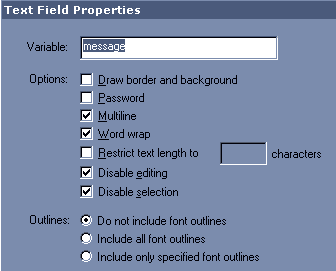 Text Field Properties
Variable: message
Options: Draw border and background
Password
Multiline
Word wrap
Restrict text length to characters
Disable editing
Disable selection
Outlines: Do not include font outlines
Include all font outlines
Include only specified font outlines